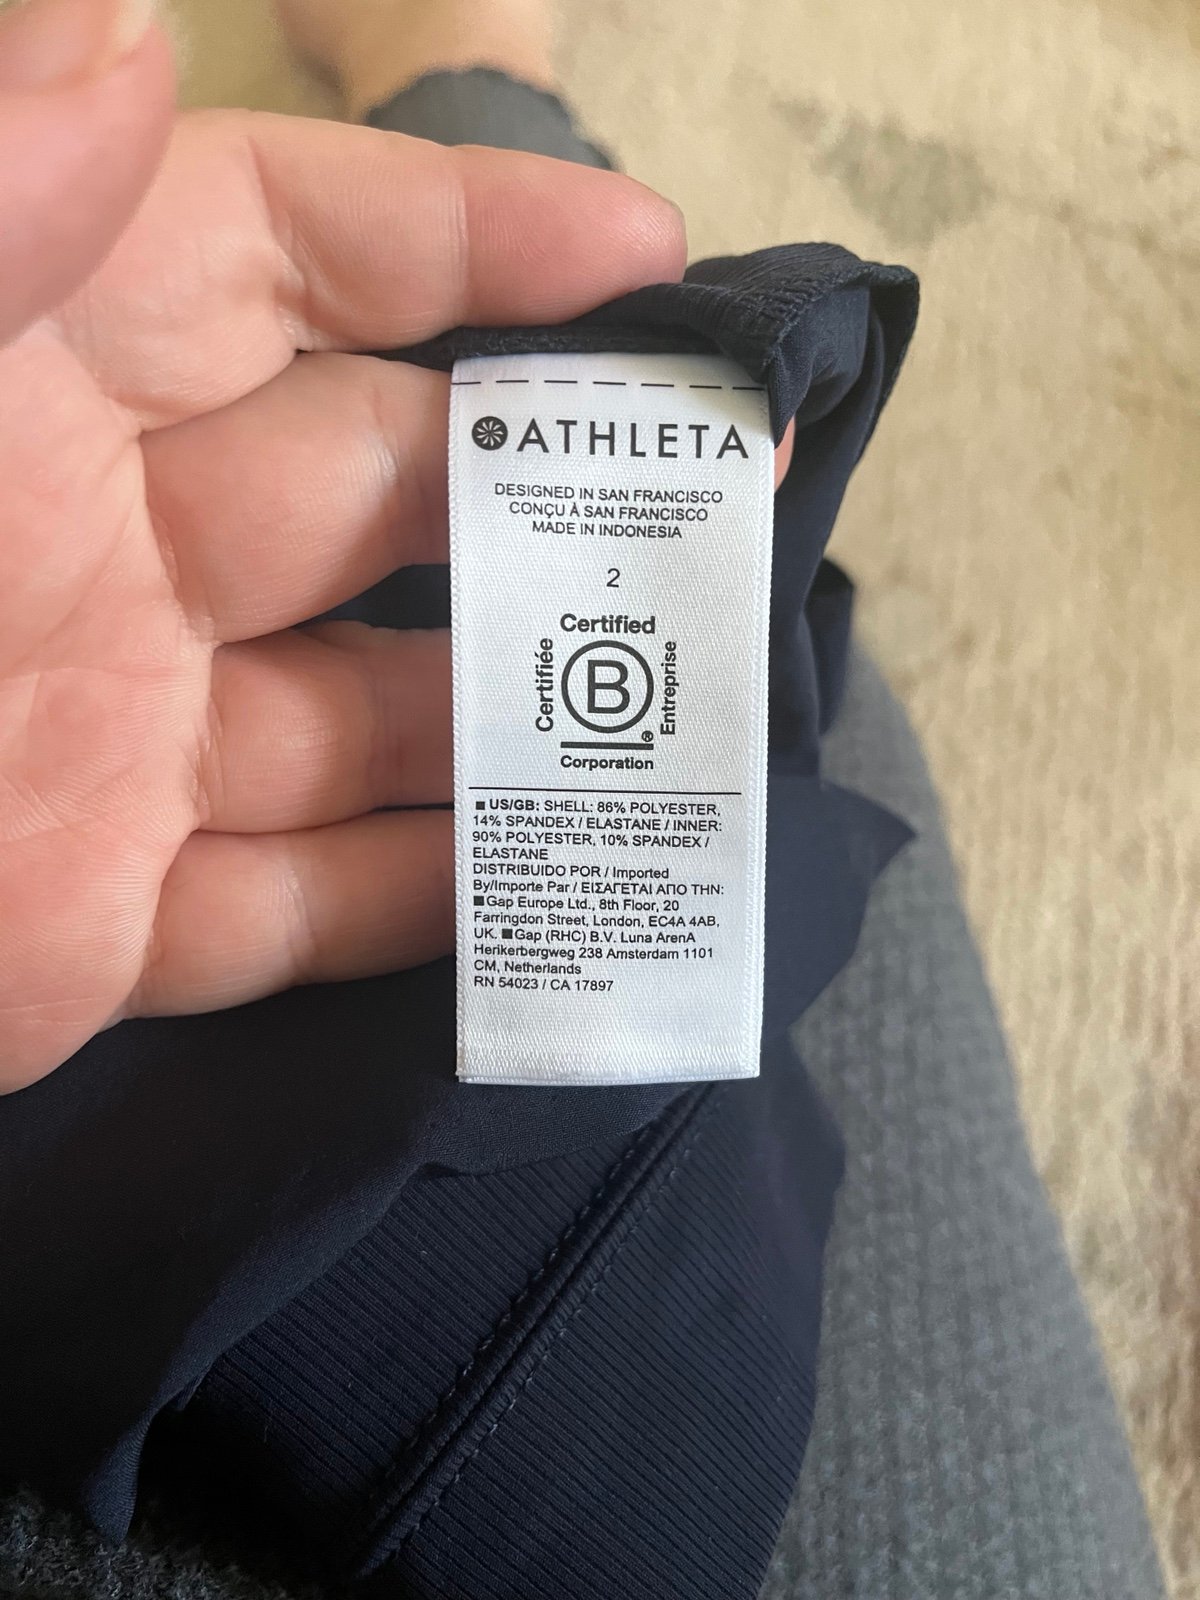 ATHLETA
DESIGNED IN SAN FRANCISCO
CONÇU À SAN FRANCISCO
MADE IN INDONESIA
2
Certified
Certifiée
B
Entreprise
®
Corporation
US/GB: SHELL: 86% POLYESTER,
14% SPANDEX / ELASTANE / INNER:
90% POLYESTER, 10% SPANDEX /
ELASTANE
DISTRIBUIDO POR / Imported
By/Importe Par / ΕΙΣΑΓΕΤΑΙ ΑΠΟ ΤΗΝ:
Gap Europe Ltd., 8th Floor, 20
Farringdon Street, London, EC4A 4AB,
UK. Gap (RHC) B.V. Luna ArenA
Herikerbergweg 238 Amsterdam 1101
CM, Netherlands
RN 54023 / CA 17897